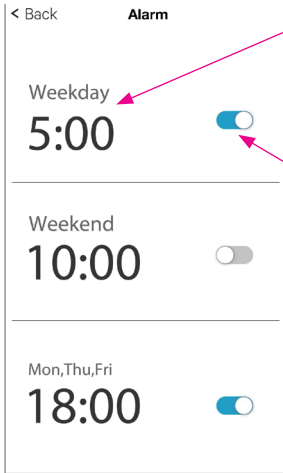 < Back Alarm
Weekday
5:00
Weekend
10:00
Mon,Thu,Fri
18:00